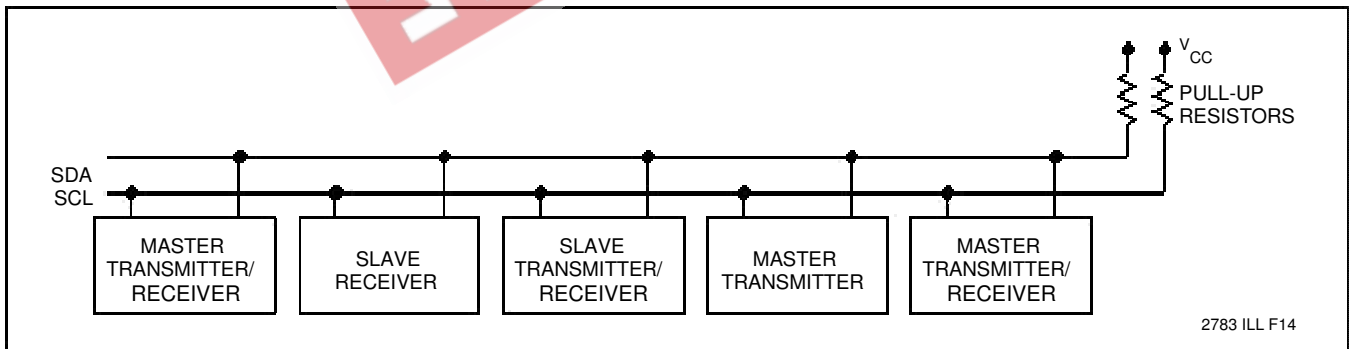 V
CC
PULL-UP
RESISTORS
SDA
SCL
MASTER
TRANSMITTER/
RECEIVER
SLAVE
RECEIVER
SLAVE
TRANSMITTER/
RECEIVER
MASTER
TRANSMITTER
MASTER
TRANSMITTER/
RECEIVER
2783 ILL F14